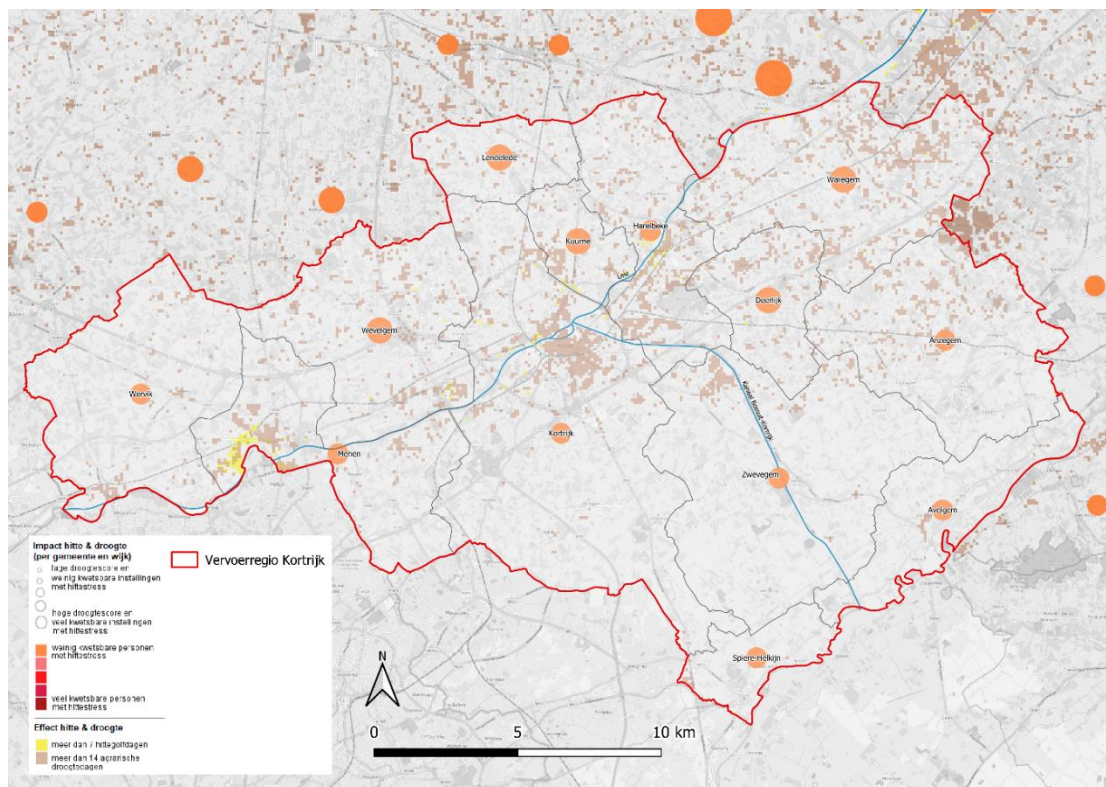 Lendelede
Waregem
Harelbeke
Kuurne
Leie
Deerlijk
Wevelgem
Anzegem
Wervik
Kanaal Bossuit-Kortrijk
Kortrijk
Menen
Zwevegem
Avelgem
Spiere-Helkijn
Impact hitte & droogte
(per gemeente en wijk)
lage droogtescore en
weinig kwetsbare instellingen
met hittestress
hoge droogtescore en
veel kwetsbare instellingen
met hittestress
weinig kwetsbare personen
met hittestress
veel kwetsbare personen
met hittestress
Effect hitte & droogte
meer dan 7 hittegolfdagen
meer dan 14 agrarische
droogtedagen
Vervoerregio Kortrijk
N
0 5 10 km